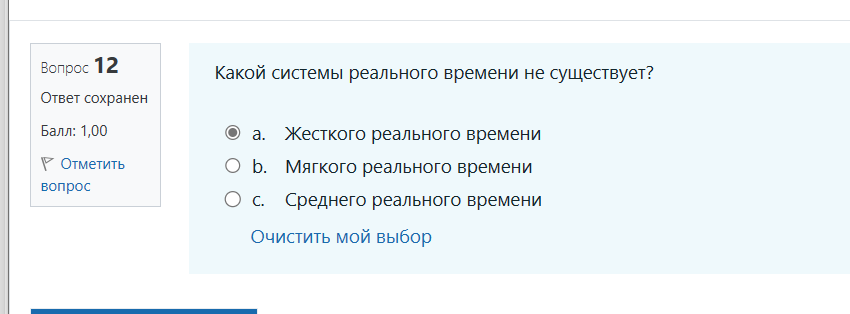 Вопрос 12
Ответ сохранен
Балл: 1,00
Отметить
вопрос
Какой системы реального времени не существует?
a. Жесткого реального времени
b. Мягкого реального времени
c. Среднего реального времени
Очистить мой выбор